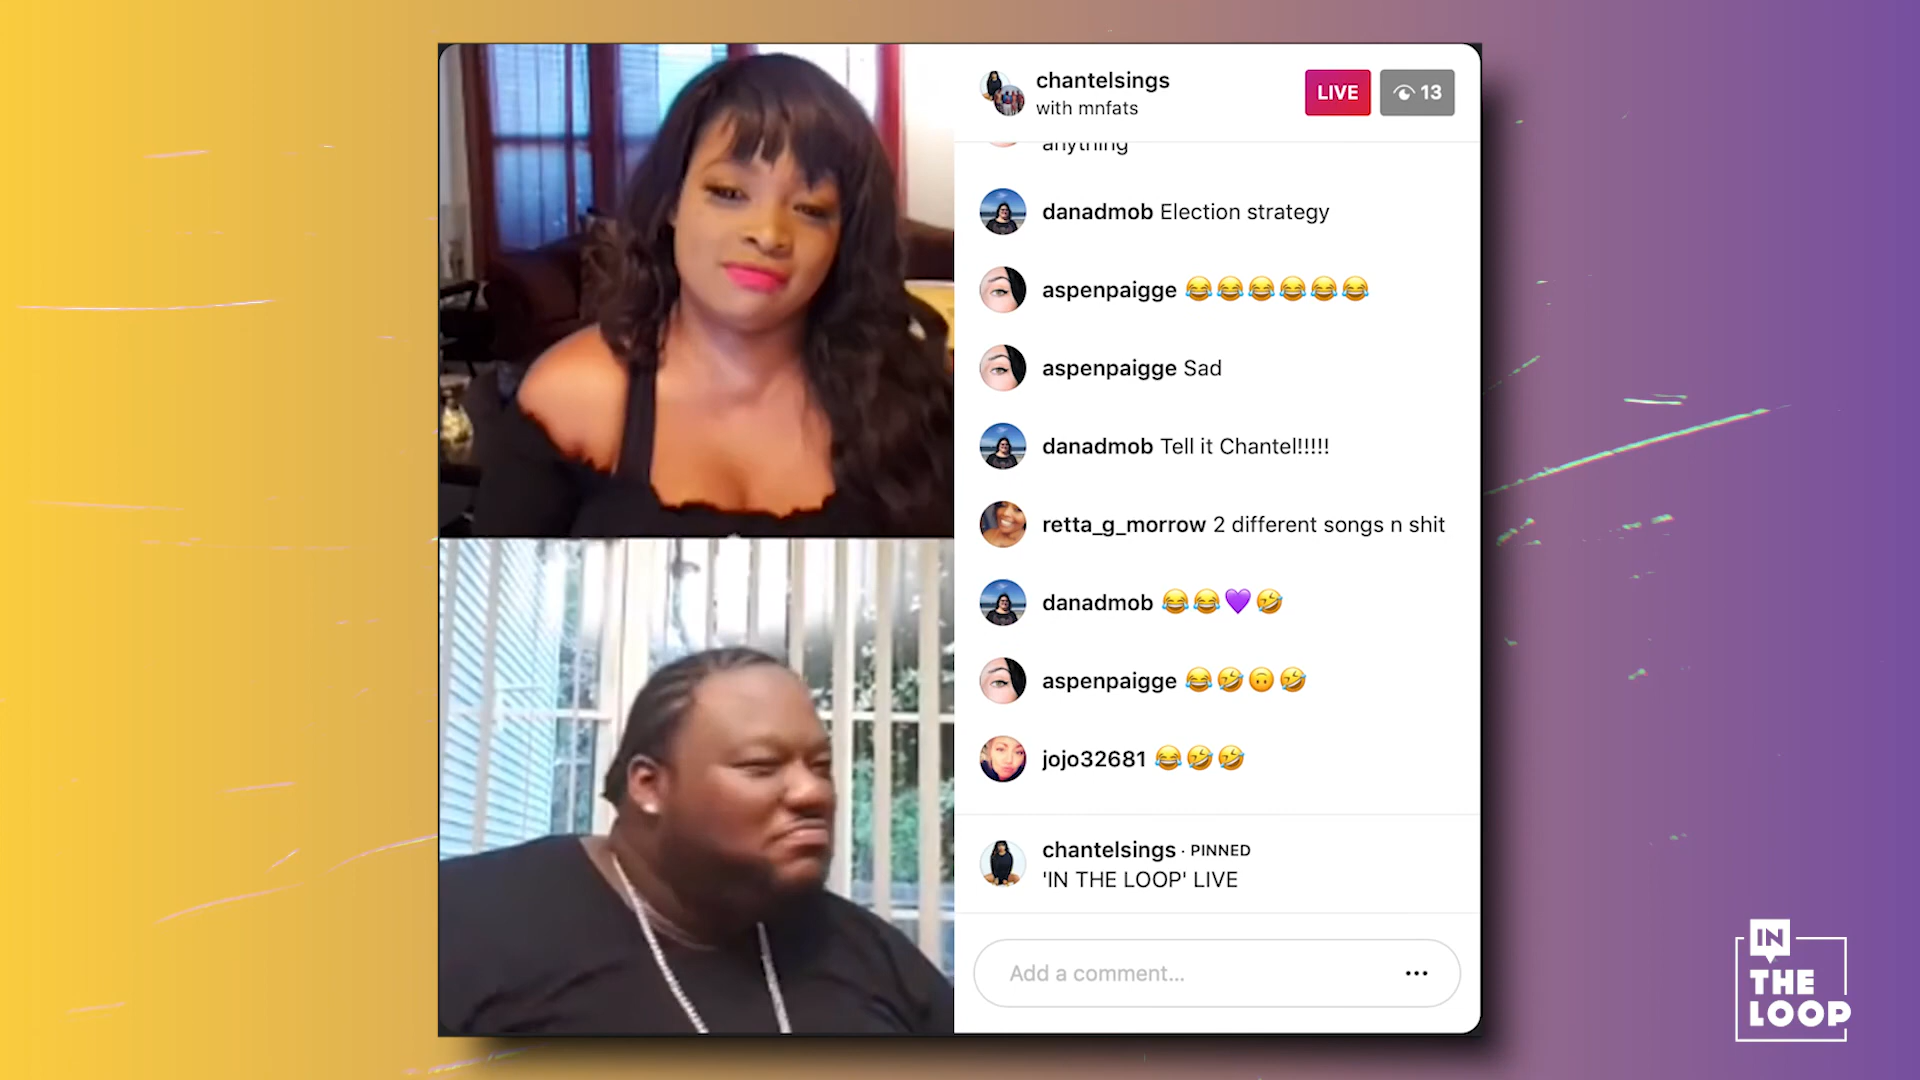 chantelsings
with mnfats
LIVE
13
anything
danadmob Election strategy
aspenpaigge 😂😂😂😂😂😂
aspenpaigge Sad
danadmob Tell it Chantel!!!!!
retta_g_morrow 2 different songs n shit
danadmob 😂😂💜🤣
aspenpaigge 😂🤣🙃🤣
jojo32681 😂🤣🤣
chantelsings · PINNED
'IN THE LOOP' LIVE
Add a comment...
IN
THE
LOOP